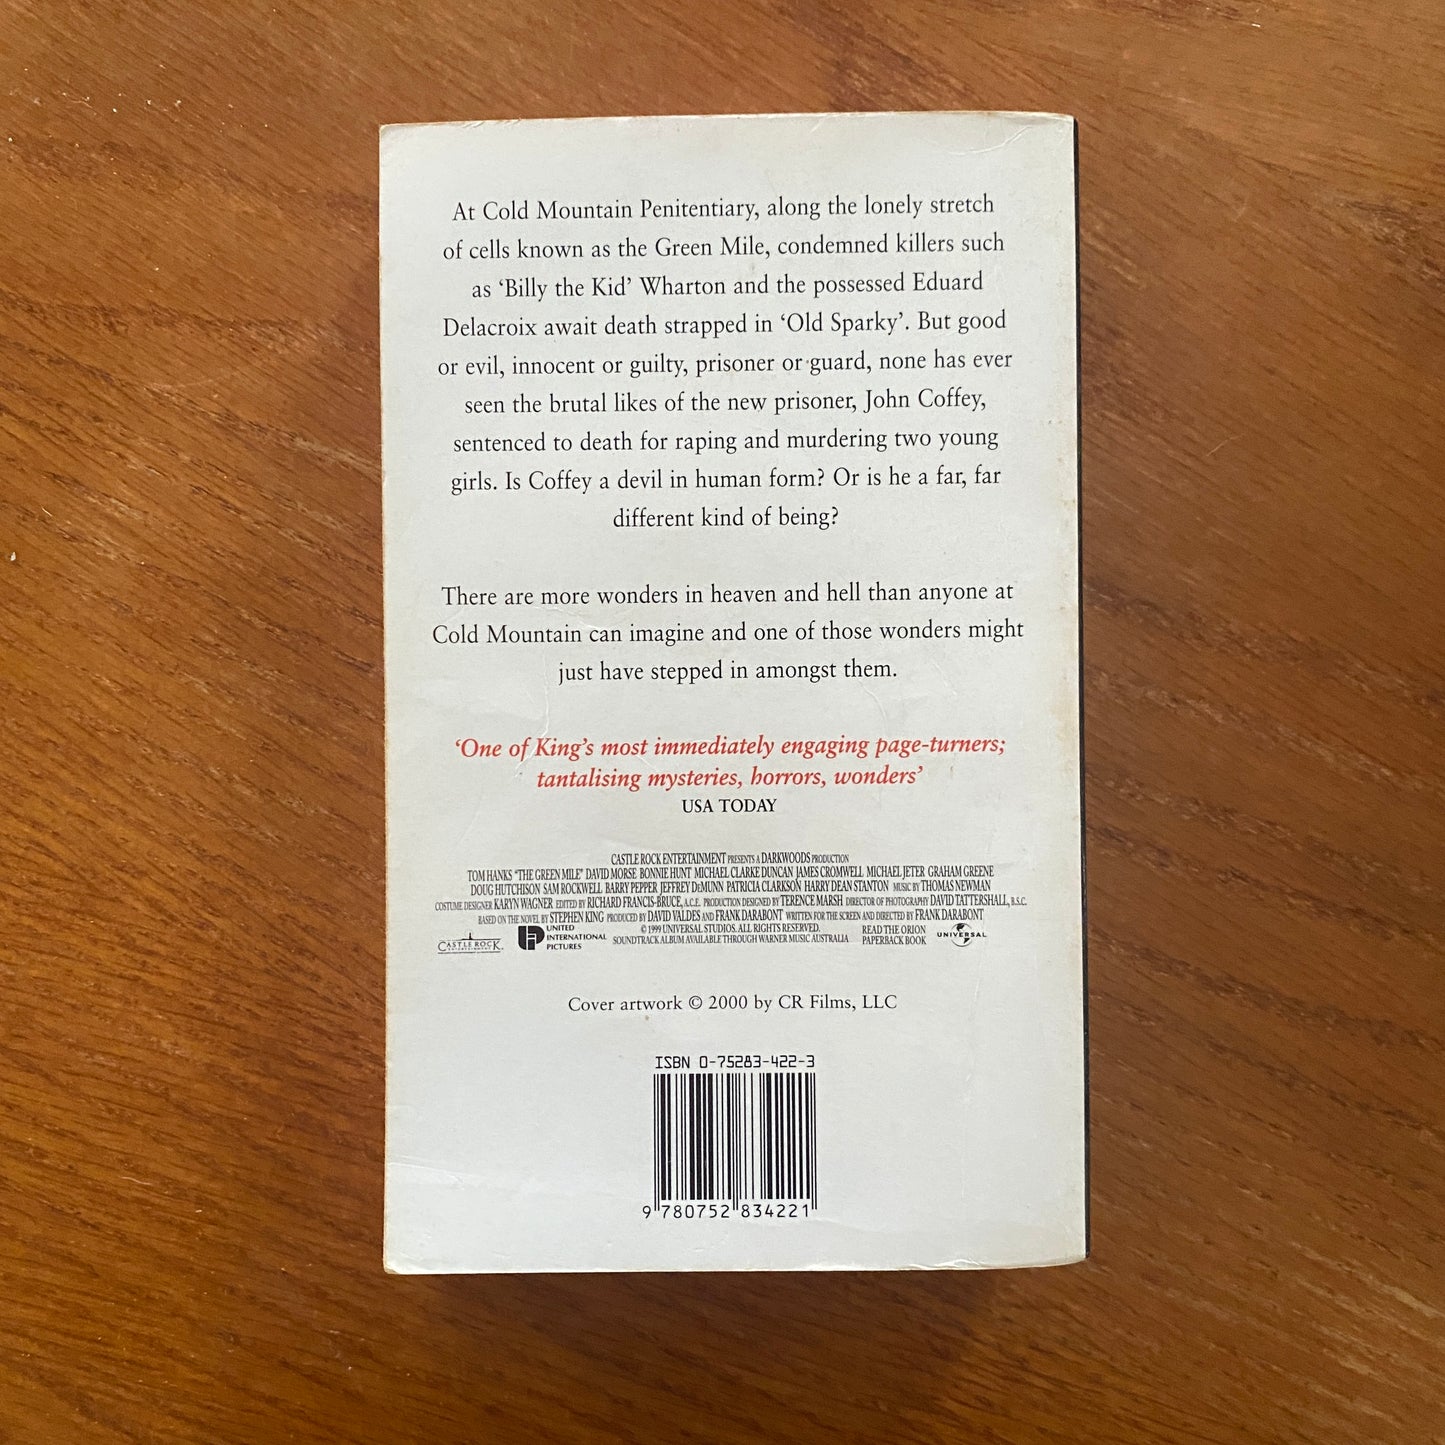 At Cold Mountain Penitentiary, along the lonely stretch
of cells known as the Green Mile, condemned killers such
as ‘Billy the Kid’ Wharton and the possessed Eduard
Delacroix await death strapped in ‘Old Sparky’. But good
or evil, innocent or guilty, prisoner or guard, none has ever
seen the brutal likes of the new prisoner, John Coffey,
sentenced to death for raping and murdering two young
girls. Is Coffey a devil in human form? Or is he a far, far
different kind of being?
There are more wonders in heaven and hell than anyone at
Cold Mountain can imagine and one of those wonders might
just have stepped in amongst them.
‘One of King’s most immediately engaging page-turners;
tantalising mysteries, horrors, wonders’
USA TODAY
CASTLE ROCK ENTERTAINMENT PRESENTS A DARKWOODS PRODUCTION
TOM HANKS “THE GREEN MILE” DAVID MORSE BONNIE HUNT MICHAEL CLARKE DUNCAN JAMES CROMWELL MICHAEL JETER GRAHAM GREENE
DOUG HUTCHISON SAM ROCKWELL BARRY PEPPER JEFFREY DeMUNN PATRICIA CLARKSON HARRY DEAN STANTON MUSIC BY THOMAS NEWMAN
COSTUME DESIGNER KARYN WAGNER EDITED BY RICHARD FRANCIS-BRUCE, A.C.E. PRODUCTION DESIGNED BY TERENCE MARSH DIRECTOR OF PHOTOGRAPHY DAVID TATTERSHALL, B.S.C.
BASED ON THE NOVEL BY STEPHEN KING PRODUCED BY DAVID VALDES AND FRANK DARABONT WRITTEN FOR THE SCREEN AND DIRECTED BY FRANK DARABONT
CASTLE ROCK
ENTERTAINMENT
UNITED
INTERNATIONAL
PICTURES
© 1999 UNIVERSAL STUDIOS. ALL RIGHTS RESERVED.
SOUNDTRACK ALBUM AVAILABLE THROUGH WARNER MUSIC AUSTRALIA
READ THE ORION
PAPERBACK BOOK
UNIVERSAL
Cover artwork © 2000 by CR Films, LLC
ISBN 0-75283-422-3
9 780752 834221